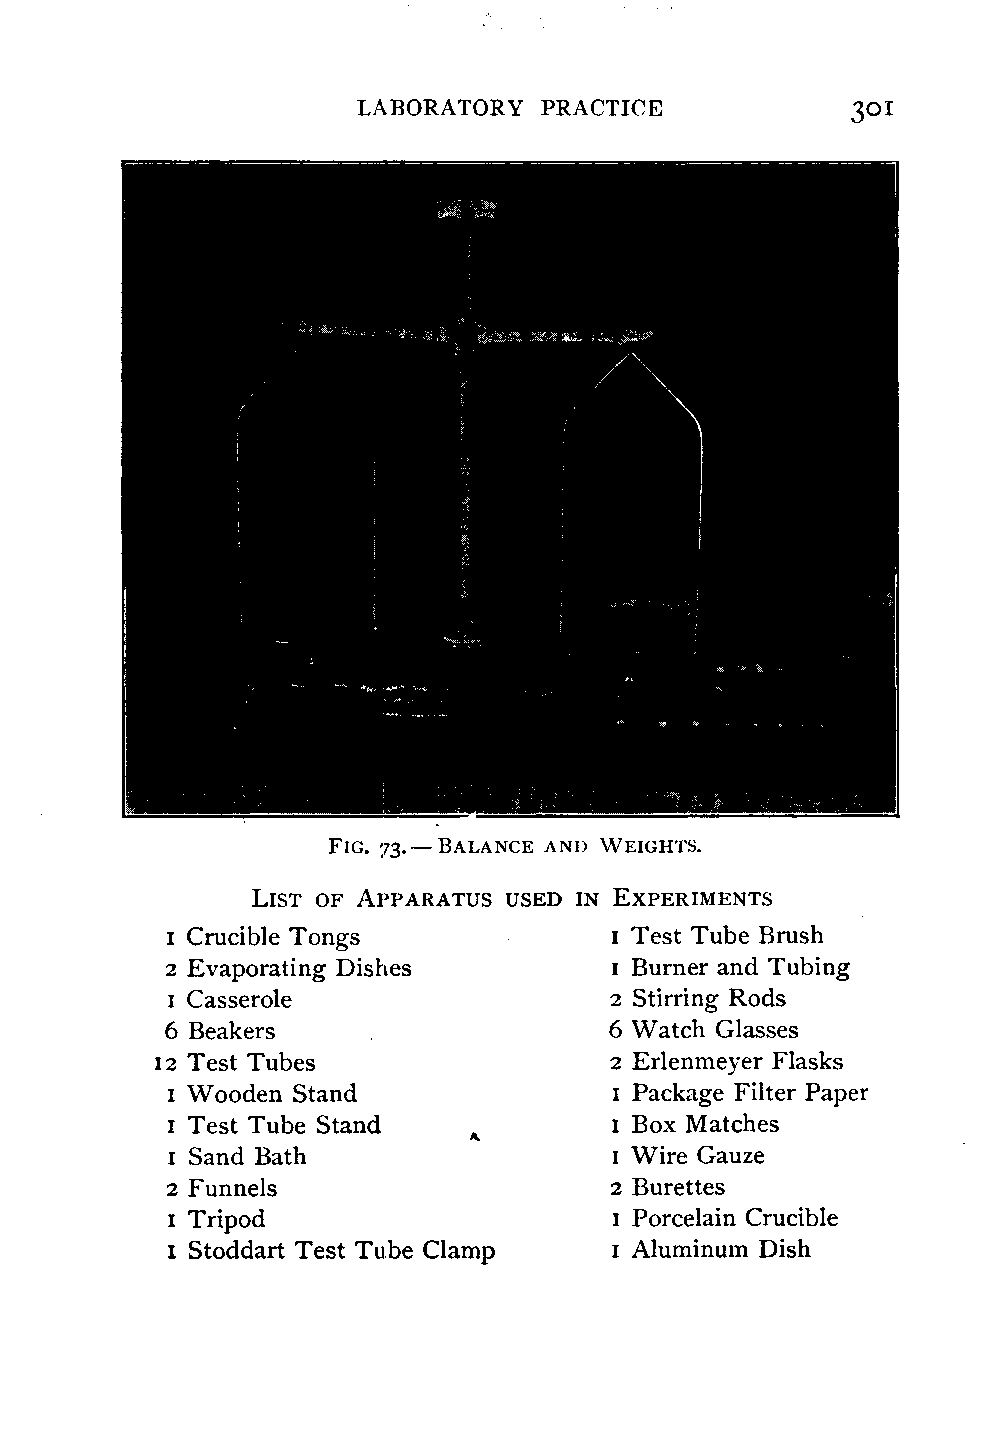 LABORATORY PRACTICE 301
FIG. 73.— BALANCE AND WEIGHTS.
LIST OF APPARATUS USED IN EXPERIMENTS
1 Crucible Tongs
2 Evaporating Dishes
1 Casserole
6 Beakers
12 Test Tubes
1 Wooden Stand
1 Test Tube Stand
1 Sand Bath
2 Funnels
1 Tripod
1 Stoddart Test Tube Clamp
1 Test Tube Brush
1 Burner and Tubing
2 Stirring Rods
6 Watch Glasses
2 Erlenmeyer Flasks
1 Package Filter Paper
1 Box Matches
1 Wire Gauze
2 Burettes
1 Porcelain Crucible
1 Aluminum Dish